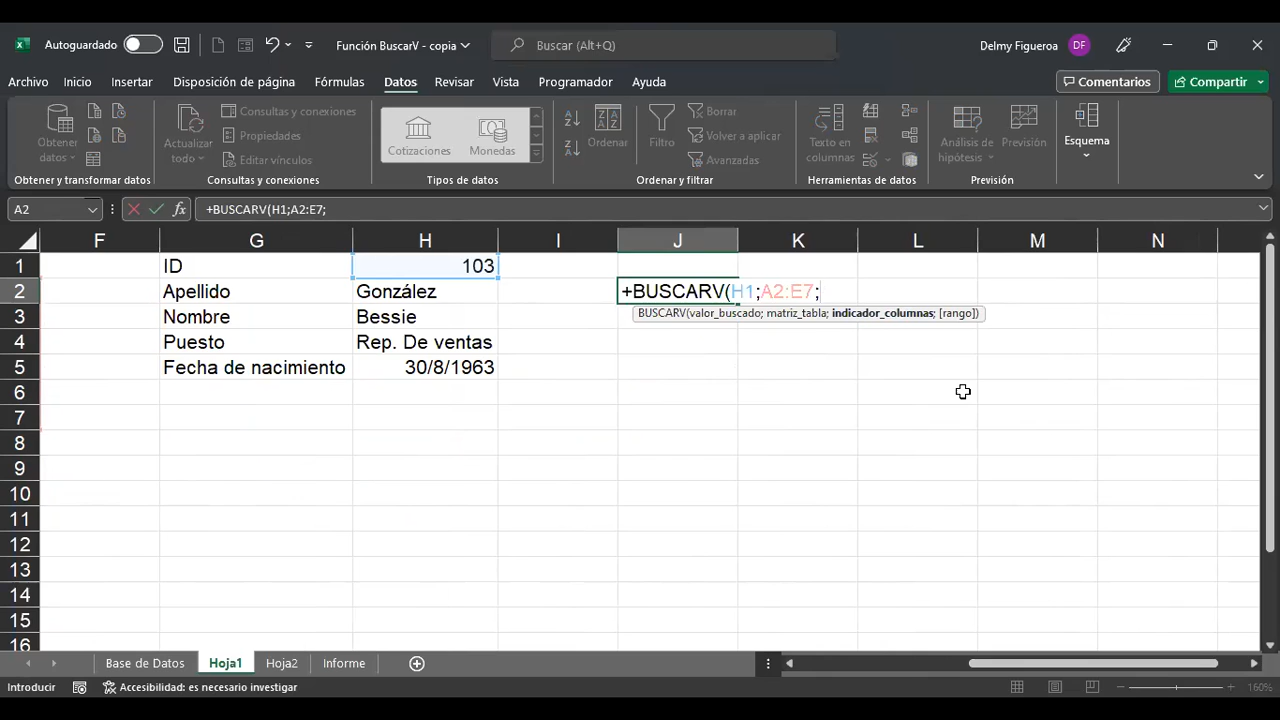 Autoguardado Función BuscarV - copia Buscar (Alt+Q) Delmy Figueroa DF
Archivo Inicio Insertar Disposición de página Fórmulas Datos Revisar Vista Programador Ayuda Comentarios Compartir
Obtener datos
Actualizar todo
Consultas y conexiones
Propiedades
Editar vínculos
Cotizaciones Monedas
Ordenar
Filtro
Borrar
Volver a aplicar
Avanzadas
Texto en columnas
Análisis de hipótesis
Previsión
Esquema
Obtener y transformar datos Consultas y conexiones Tipos de datos Ordenar y filtrar Herramientas de datos Previsión
A2 fx +BUSCARV(H1;A2:E7;
F G H I J K L M N
1 ID 103
2 Apellido González +BUSCARV(H1;A2:E7;
BUSCARV(valor_buscado; matriz_tabla; indicador_columnas; [rango])
3 Nombre Bessie
4 Puesto Rep. De ventas
5 Fecha de nacimiento 30/8/1963
6
7
8
9
10
11
12
13
14
15
16
Base de Datos Hoja1 Hoja2 Informe
Introducir Accesibilidad: es necesario investigar 160%